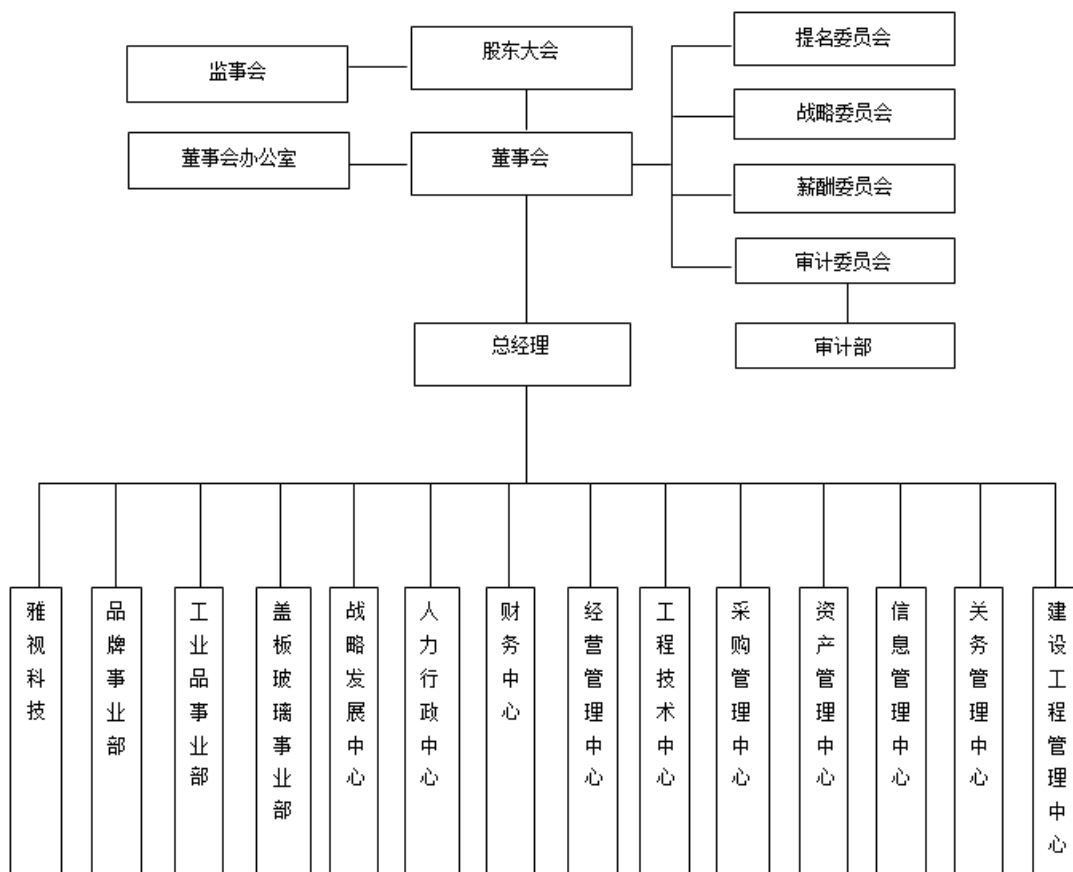 股东大会
提名委员会
监事会
战略委员会
董事会办公室
董事会
薪酬委员会
审计委员会
总经理
审计部
雅视科技
品牌事业部
工业品事业部
盖板玻璃事业部
战略发展中心
人力行政中心
财务中心
经营管理中心
工程技术中心
采购管理中心
资产管理中心
信息管理中心
关务管理中心
建设工程管理中心